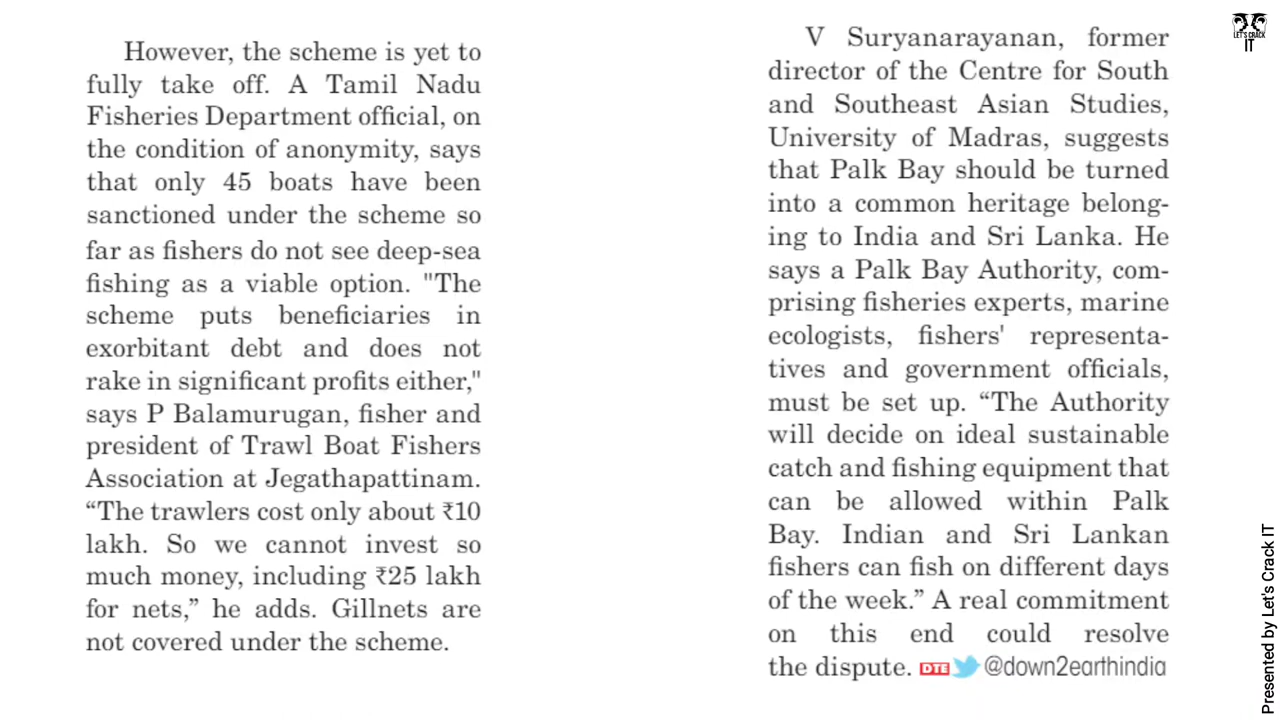 However, the scheme is yet to
fully take off. A Tamil Nadu
Fisheries Department official, on
the condition of anonymity, says
that only 45 boats have been
sanctioned under the scheme so
far as fishers do not see deep-sea
fishing as a viable option. "The
scheme puts beneficiaries in
exorbitant debt and does not
rake in significant profits either,"
says P Balamurugan, fisher and
president of Trawl Boat Fishers
Association at Jegathapattinam.
“The trawlers cost only about ₹10
lakh. So we cannot invest so
much money, including ₹25 lakh
for nets,” he adds. Gillnets are
not covered under the scheme.
V Suryanarayanan, former
director of the Centre for South
and Southeast Asian Studies,
University of Madras, suggests
that Palk Bay should be turned
into a common heritage belong-
ing to India and Sri Lanka. He
says a Palk Bay Authority, com-
prising fisheries experts, marine
ecologists, fishers' representa-
tives and government officials,
must be set up. “The Authority
will decide on ideal sustainable
catch and fishing equipment that
can be allowed within Palk
Bay. Indian and Sri Lankan
fishers can fish on different days
of the week.” A real commitment
on this end could resolve
the dispute. DTE @down2earthindia
LET'S CRACK
IT
Presented by Let's Crack IT